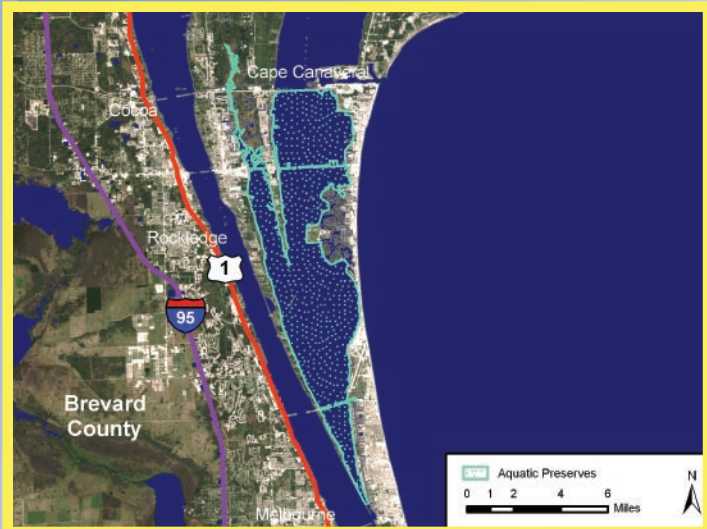 Cape Canaveral
Cocoa
Rockledge
1
95
Brevard
County
Melbourne
Aquatic Preserves
N
0 1 2 4 6
Miles